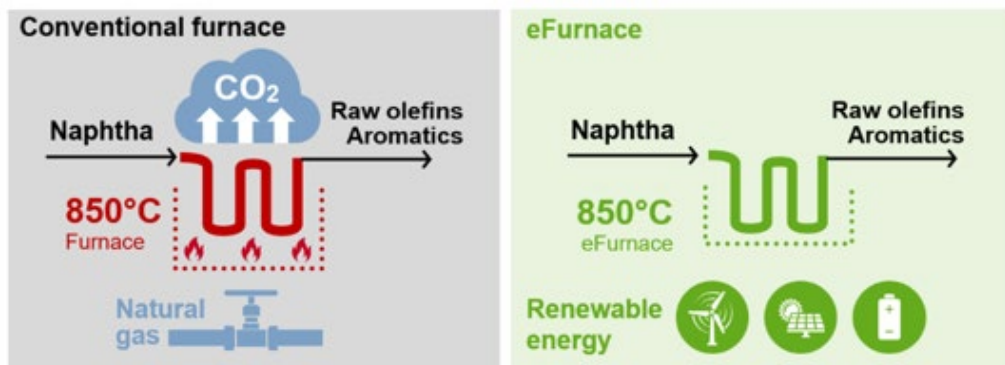 Conventional furnace
CO₂
Naphtha
Raw olefins
Aromatics
850°C
Furnace
Natural
gas
eFurnace
Naphtha
Raw olefins
Aromatics
850°C
eFurnace
Renewable
energy